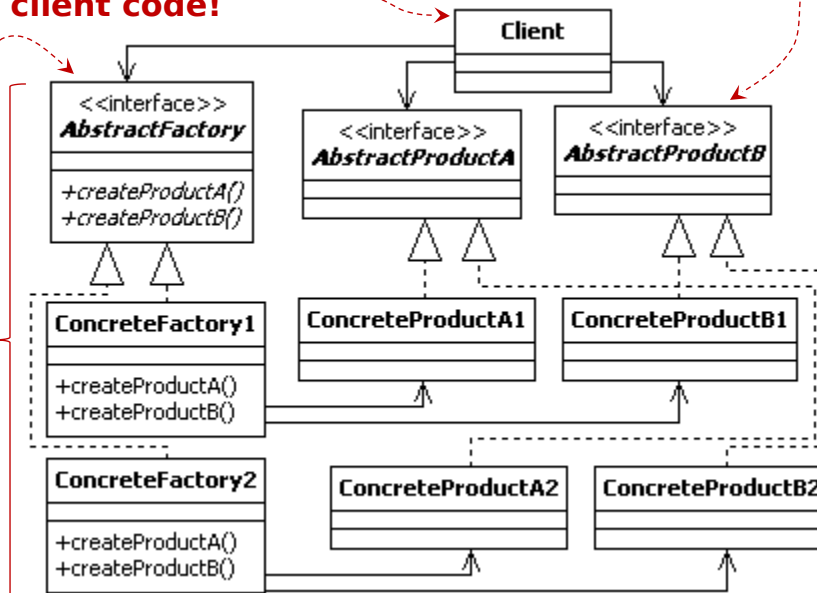 client code!
Client
<<interface>>
AbstractFactory
+createProductA()
+createProductB()
<<interface>>
AbstractProductA
<<interface>>
AbstractProductB
ConcreteFactory1
+createProductA()
+createProductB()
ConcreteProductA1
ConcreteProductB1
ConcreteFactory2
+createProductA()
+createProductB()
ConcreteProductA2
ConcreteProductB2